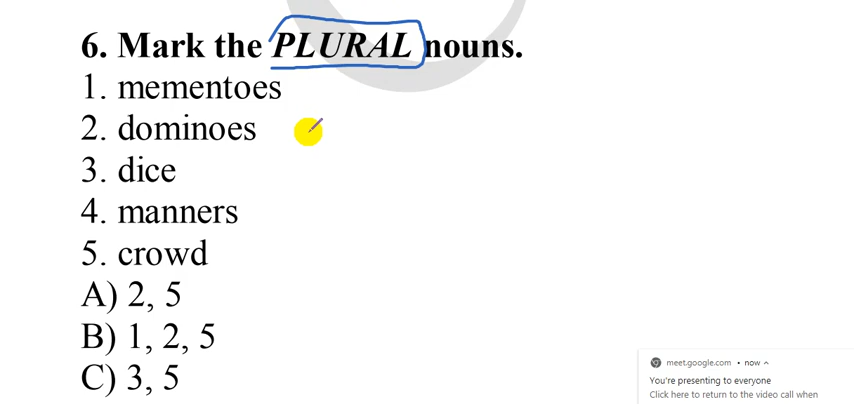 6. Mark the PLURAL nouns.
1. mementoes
2. dominoes
3. dice
4. manners
5. crowd
A) 2, 5
B) 1, 2, 5
C) 3, 5
meet.google.com • now
You're presenting to everyone
Click here to return to the video call when